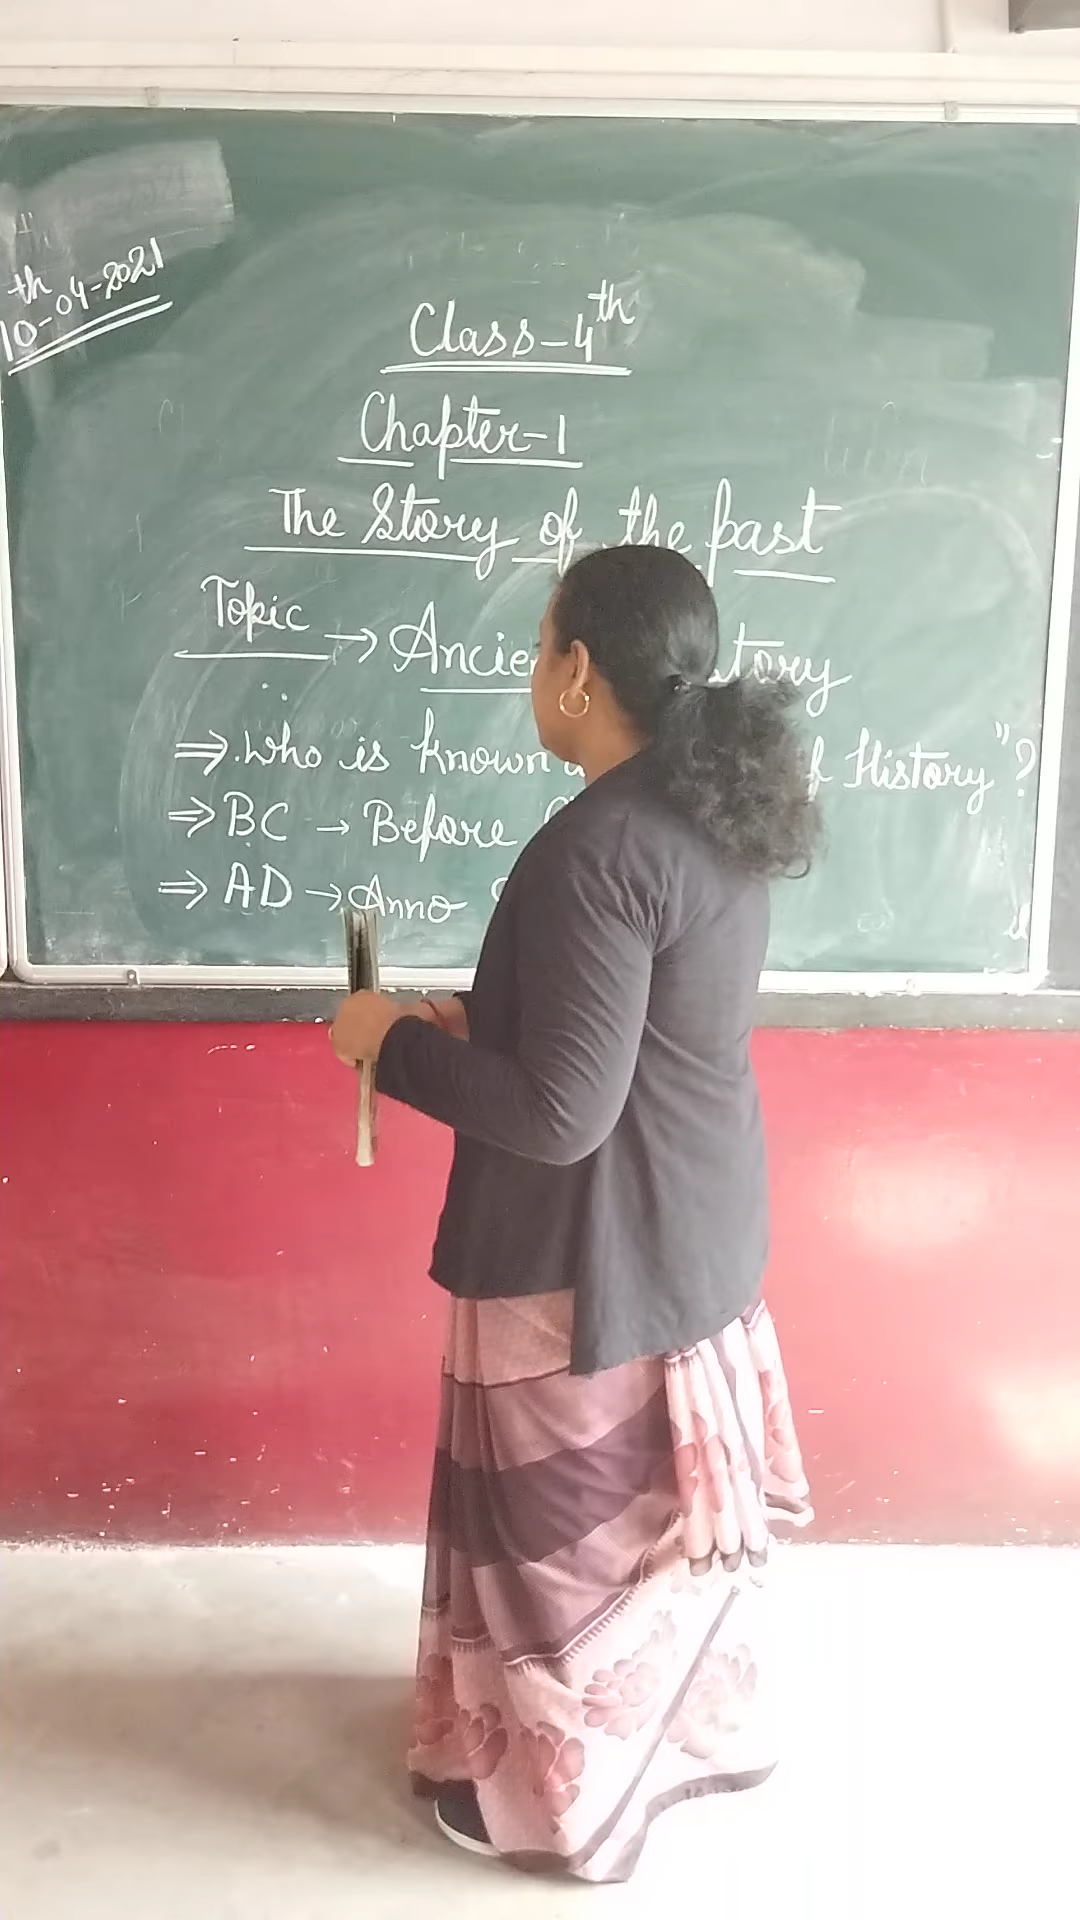 10th-04-2021
Class-4th
Chapter-1
The Story of the past
Topic → Ancie tory
⇒ .Who is known f History"?
⇒ BC → Before
⇒ AD → Anno